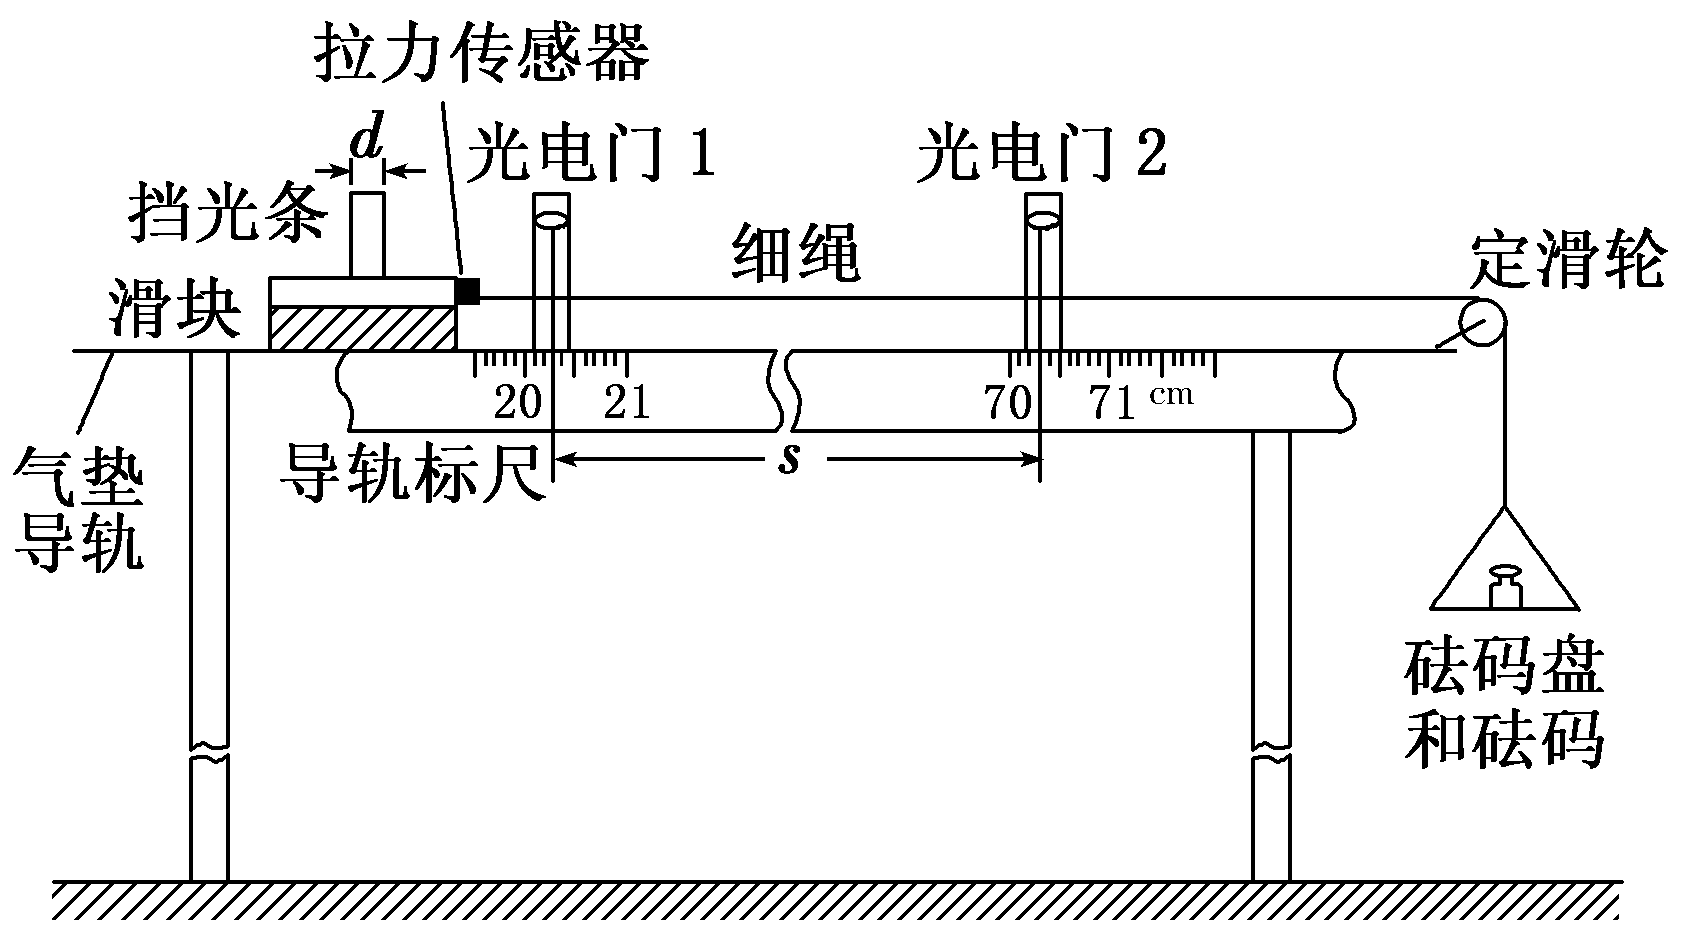 拉力传感器
d
光电门 1
光电门 2
挡光条
细绳
定滑轮
滑块
20 21
70 71 cm
导轨标尺
s
气垫
导轨
砝码盘
和砝码